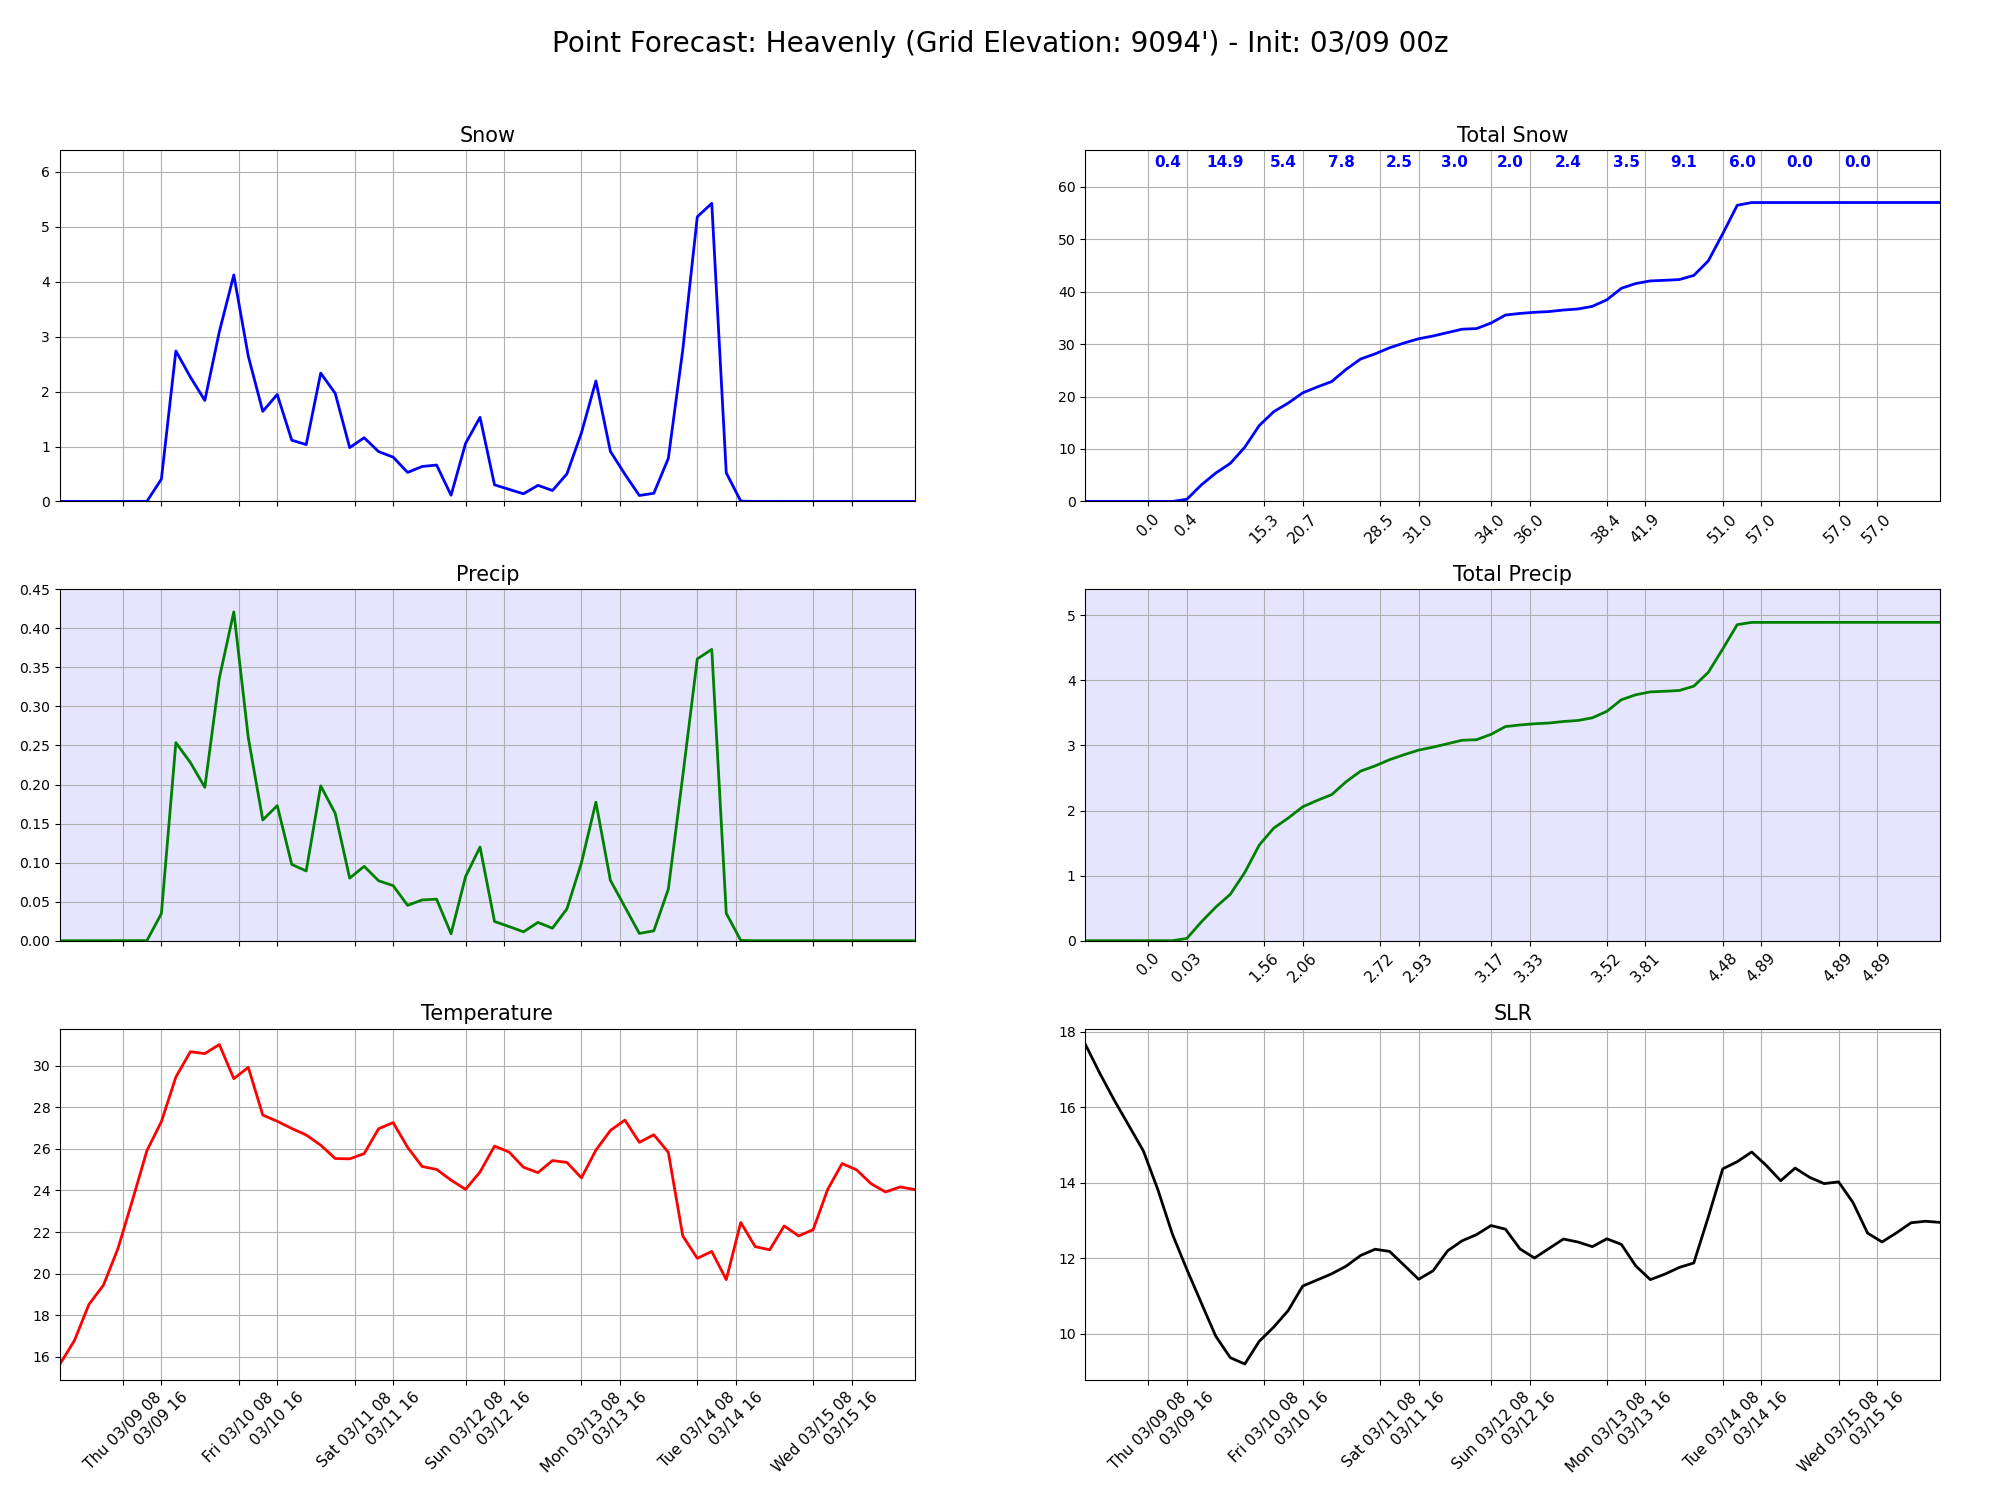 Point Forecast: Heavenly (Grid Elevation: 9094') - Init: 03/09 00z
Snow
6
5
4
3
2
1
0
Total Snow
0.4 14.9 5.4 7.8 2.5 3.0 2.0 2.4 3.5 9.1 6.0 0.0 0.0
60
50
40
30
20
10
0
0.0 0.4 15.3 20.7 28.5 31.0 34.0 36.0 38.4 41.9 51.0 57.0 57.0 57.0
Precip
0.45
0.40
0.35
0.30
0.25
0.20
0.15
0.10
0.05
0.00
Total Precip
5
4
3
2
1
0
0.0 0.03 1.56 2.06 2.72 2.93 3.17 3.33 3.52 3.81 4.48 4.89 4.89 4.89
Temperature
30
28
26
24
22
20
18
16
Thu 03/09 08
03/09 16
Fri 03/10 08
03/10 16
Sat 03/11 08
03/11 16
Sun 03/12 08
03/12 16
Mon 03/13 08
03/13 16
Tue 03/14 08
03/14 16
Wed 03/15 08
03/15 16
SLR
18
16
14
12
10
Thu 03/09 08
03/09 16
Fri 03/10 08
03/10 16
Sat 03/11 08
03/11 16
Sun 03/12 08
03/12 16
Mon 03/13 08
03/13 16
Tue 03/14 08
03/14 16
Wed 03/15 08
03/15 16